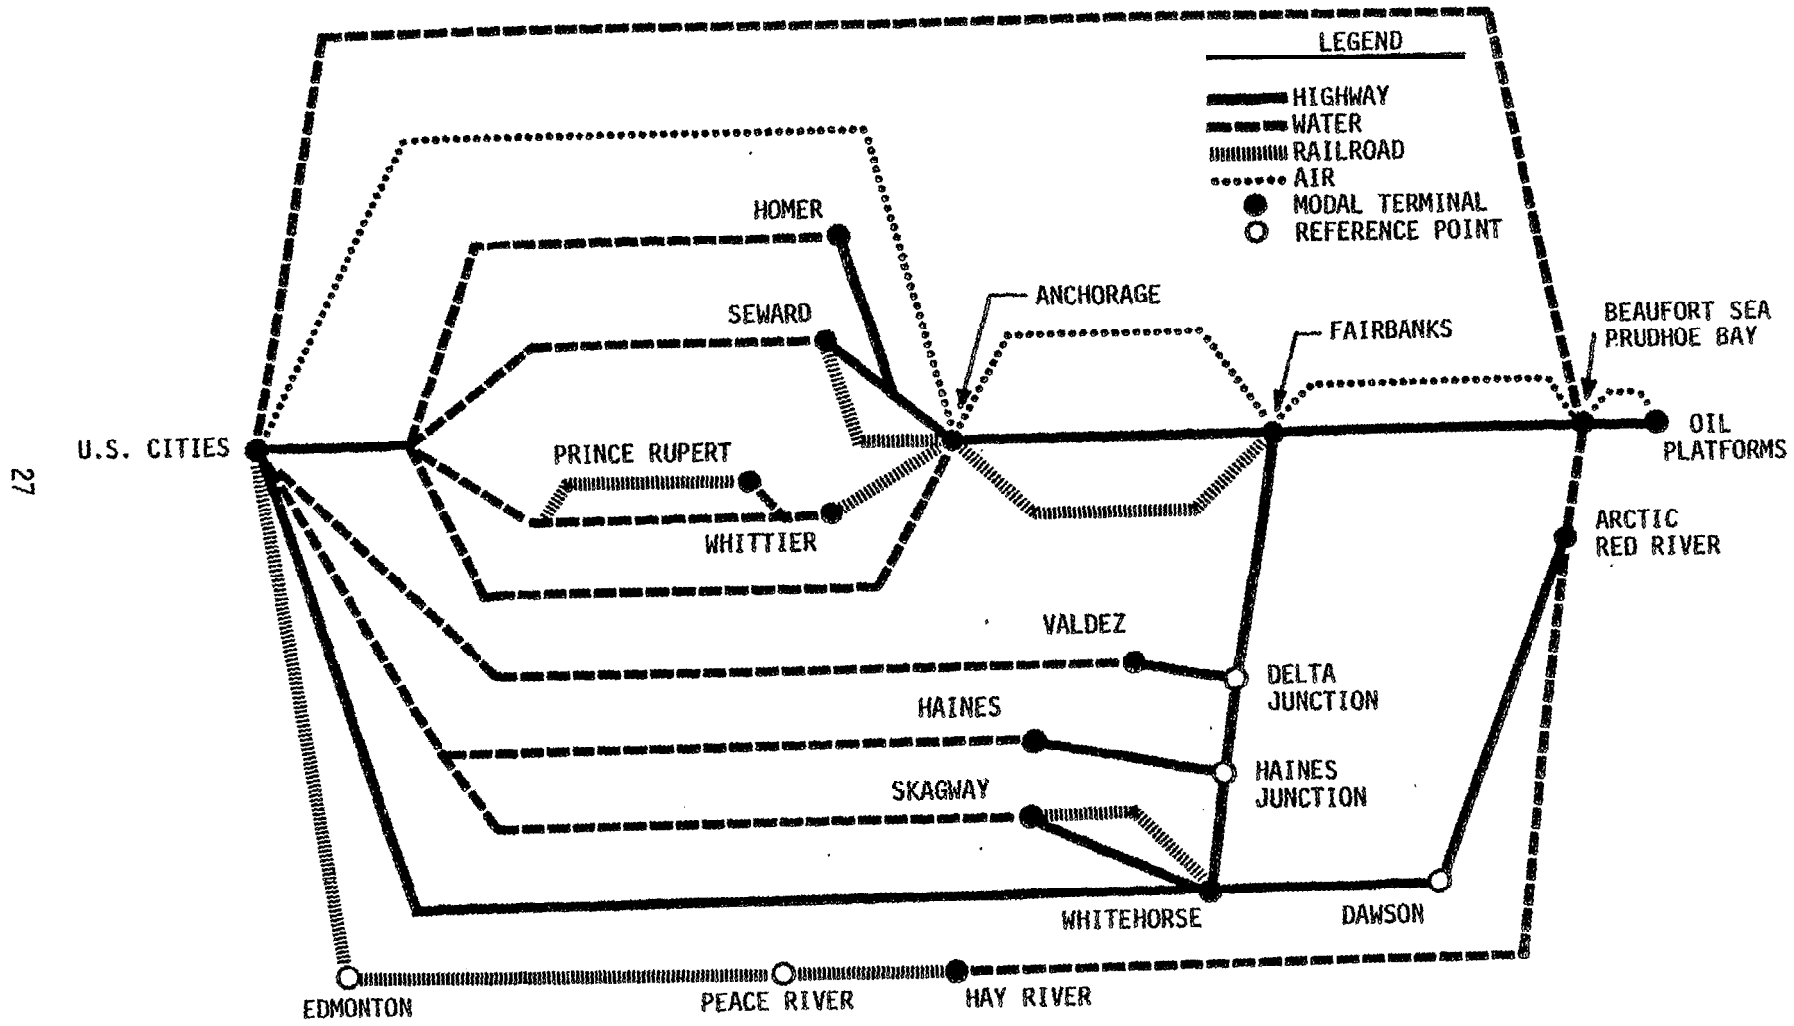 LEGEND
HIGHWAY
WATER
RAILROAD
AIR
MODAL TERMINAL
REFERENCE POINT
HOMER
SEWARD
ANCHORAGE
FAIRBANKS
BEAUFORT SEA
PRUDHOE BAY
U.S. CITIES
PRINCE RUPERT
OIL
PLATFORMS
27
WHITTIER
ARCTIC
RED RIVER
VALDEZ
DELTA
JUNCTION
HAINES
HAINES
JUNCTION
SKAGWAY
WHITEHORSE
DAWSON
EDMONTON
PEACE RIVER
HAY RIVER